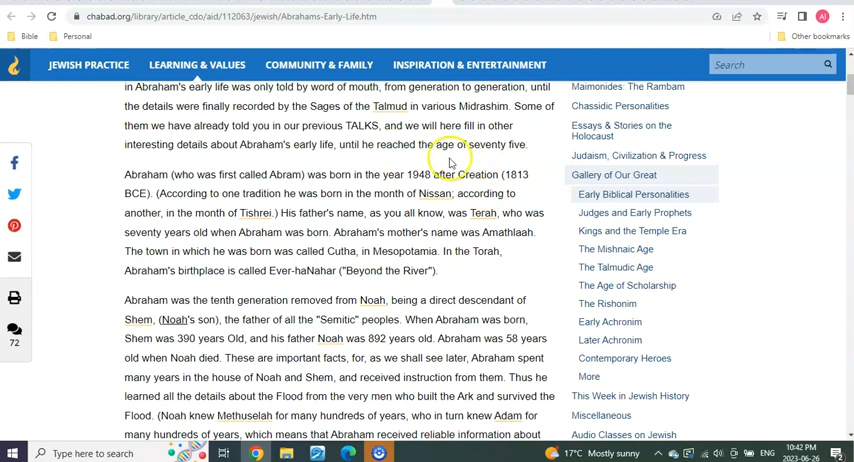 chabad.org/library/article_cdo/aid/112063/jewish/Abrahams-Early-Life.htm
Bible
Personal
Other bookmarks
JEWISH PRACTICE
LEARNING & VALUES
COMMUNITY & FAMILY
INSPIRATION & ENTERTAINMENT
Search
in Abraham's early life was only told by word of mouth, from generation to generation, until
the details were finally recorded by the Sages of the Talmud in various Midrashim. Some of
them we have already told you in our previous TALKS, and we will here fill in other
interesting details about Abraham's early life, until he reached the age of seventy five.
Abraham (who was first called Abram) was born in the year 1948 after Creation (1813
BCE). (According to one tradition he was born in the month of Nissan; according to
another, in the month of Tishrei.) His father's name, as you all know, was Terah, who was
seventy years old when Abraham was born. Abraham's mother's name was Amathlaah.
The town in which he was born was called Cutha, in Mesopotamia. In the Torah,
Abraham's birthplace is called Ever-haNahar ("Beyond the River").
Abraham was the tenth generation removed from Noah, being a direct descendant of
Shem, (Noah's son), the father of all the "Semitic" peoples. When Abraham was born,
Shem was 390 years Old, and his father Noah was 892 years old. Abraham was 58 years
old when Noah died. These are important facts, for, as we shall see later, Abraham spent
many years in the house of Noah and Shem, and received instruction from them. Thus he
learned all the details about the Flood from the very men who built the Ark and survived the
Flood. (Noah knew Methuselah for many hundreds of years, who in turn knew Adam for
many hundreds of years, which means that Abraham received reliable information about
Maimonides: The Rambam
Chassidic Personalities
Essays & Stories on the
Holocaust
Judaism, Civilization & Progress
Gallery of Our Great
Early Biblical Personalities
Judges and Early Prophets
Kings and the Temple Era
The Mishnaic Age
The Talmudic Age
The Age of Scholarship
The Rishonim
Early Achronim
Later Achronim
Contemporary Heroes
More
This Week in Jewish History
Miscellaneous
Audio Classes on Jewish
72
Type here to search
17°C Mostly sunny
ENG
10:42 PM
2023-06-26
2
AI